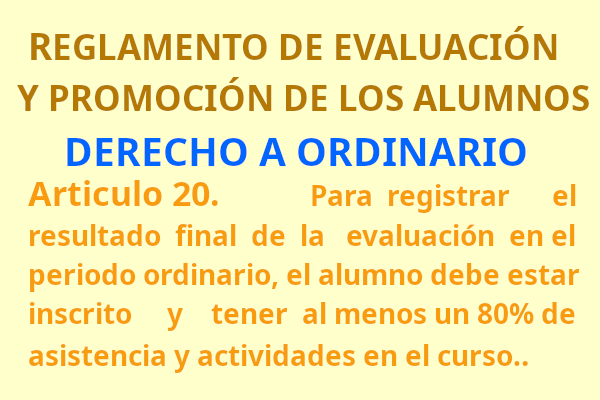 REGLAMENTO DE EVALUACIÓN
Y PROMOCIÓN DE LOS ALUMNOS
DERECHO A ORDINARIO
Articulo 20. Para registrar el
resultado final de la evaluación en el
periodo ordinario, el alumno debe estar
inscrito y tener al menos un 80% de
asistencia y actividades en el curso..